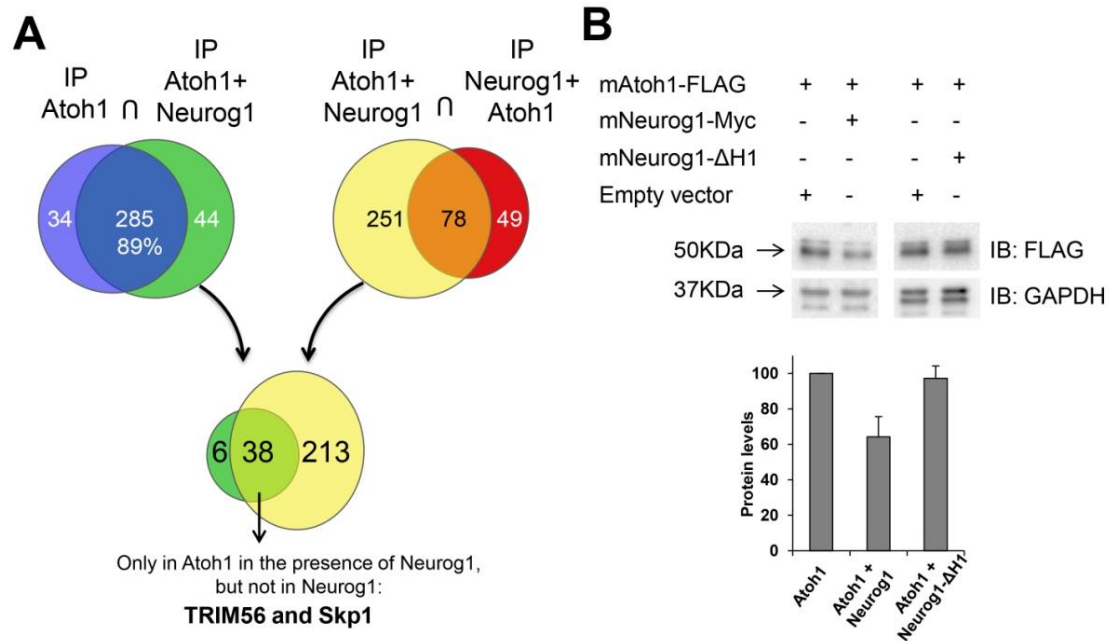 A
IP
Atoh1 ∩ IP
Atoh1+
Neurog1
IP
Atoh1+
Neurog1 ∩ IP
Neurog1+
Atoh1
34 285 44
89%
251 78 49
6 38 213
Only in Atoh1 in the presence of Neurog1,
but not in Neurog1:
TRIM56 and Skp1
B
mAtoh1-FLAG + + + +
mNeurog1-Myc - + - -
mNeurog1-ΔH1 - - - +
Empty vector + - + -
50KDa → IB: FLAG
37KDa → IB: GAPDH
Protein levels
100
80
60
40
20
0
Atoh1
Atoh1 +
Neurog1
Atoh1 +
Neurog1-ΔH1